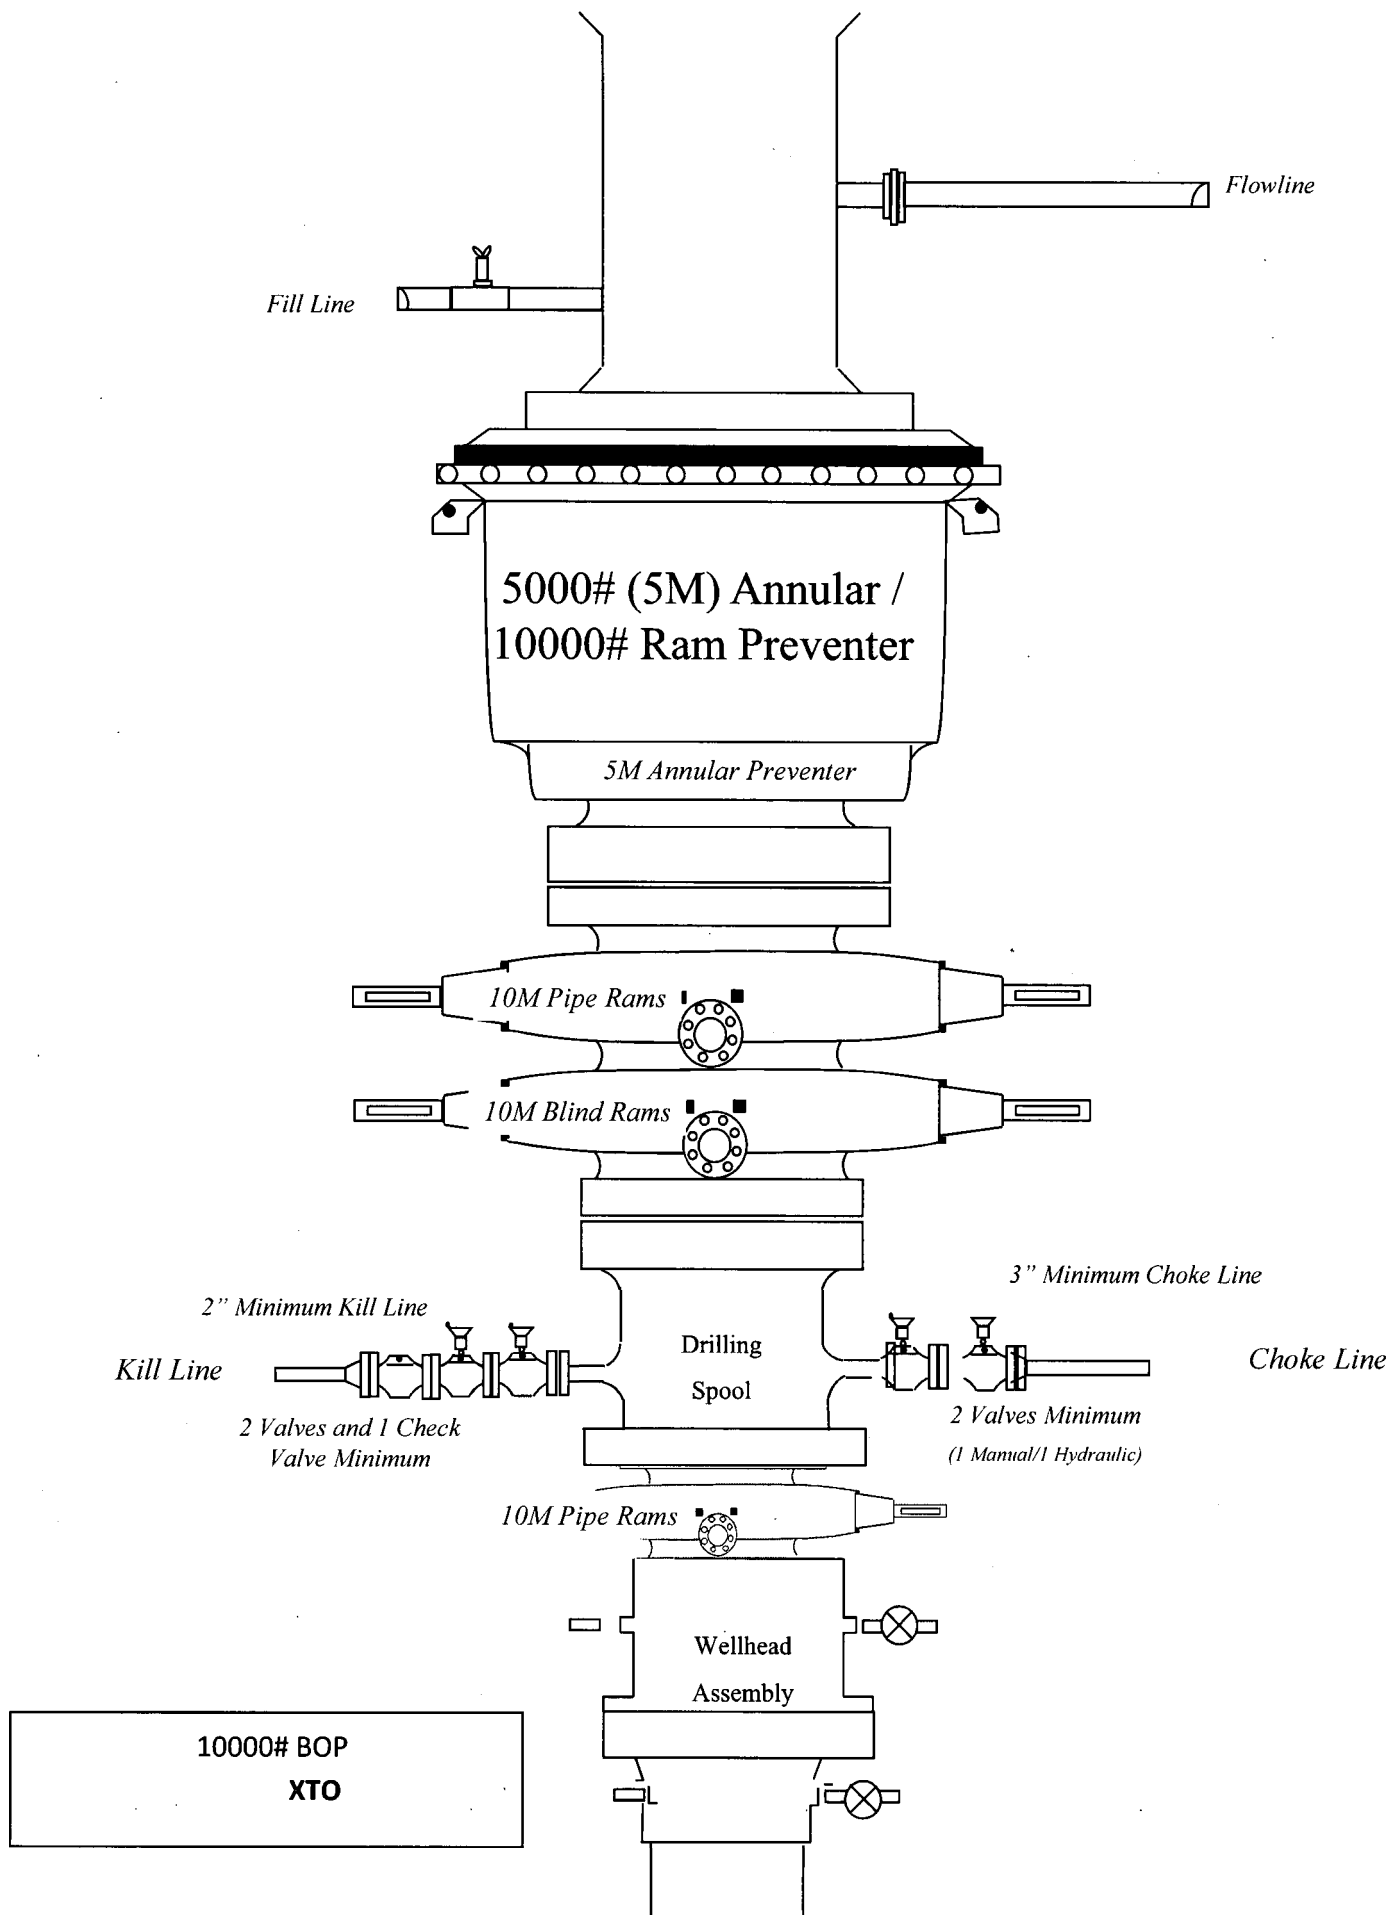 Flowline
Fill Line
5000# (5M) Annular /
10000# Ram Preventer
5M Annular Preventer
10M Pipe Rams
10M Blind Rams
3” Minimum Choke Line
2” Minimum Kill Line
Drilling
Spool
Kill Line
Choke Line
2 Valves and 1 Check
Valve Minimum
2 Valves Minimum
(1 Manual/1 Hydraulic)
10M Pipe Rams
Wellhead
Assembly
10000# BOP
XTO